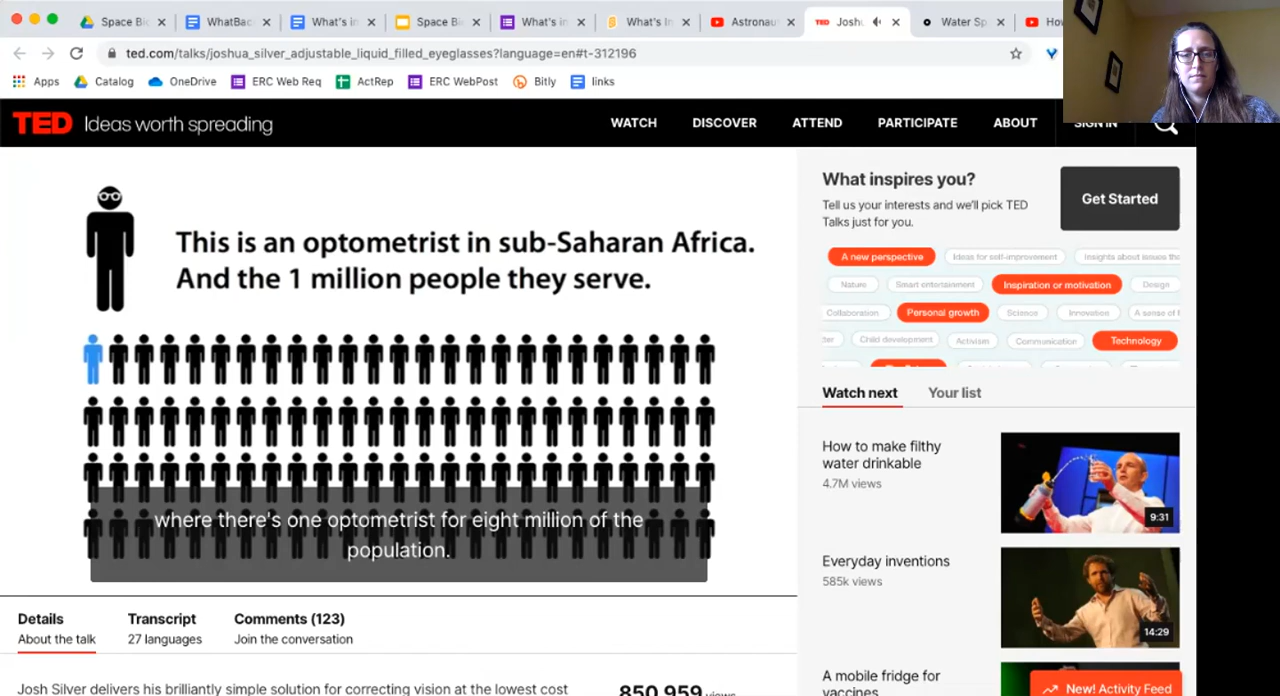 Space Bio
WhatBack
What's in
Space Bi
What's in
What's In
Astronau
TED Joshu
Water Sp
How
ted.com/talks/joshua_silver_adjustable_liquid_filled_eyeglasses?language=en#t-312196
Apps Catalog OneDrive ERC Web Req ActRep ERC WebPost Bitly links
TED Ideas worth spreading
WATCH DISCOVER ATTEND PARTICIPATE ABOUT SIGN IN
This is an optometrist in sub-Saharan Africa.
And the 1 million people they serve.
where there's one optometrist for eight million of the
population.
What inspires you?
Tell us your interests and we'll pick TED
Talks just for you.
Get Started
A new perspective Ideas for self-improvement Insights about issues tha
Nature Smart entertainment Inspiration or motivation Design
Collaboration Personal growth Science Innovation A sense of
Child development Activism Communication Technology
Watch next Your list
How to make filthy
water drinkable
4.7M views
9:31
Everyday inventions
585k views
14:29
A mobile fridge for
vaccines
New! Activity Feed
Details Transcript Comments (123)
About the talk 27 languages Join the conversation
Josh Silver delivers his brilliantly simple solution for correcting vision at the lowest cost
850,959 views